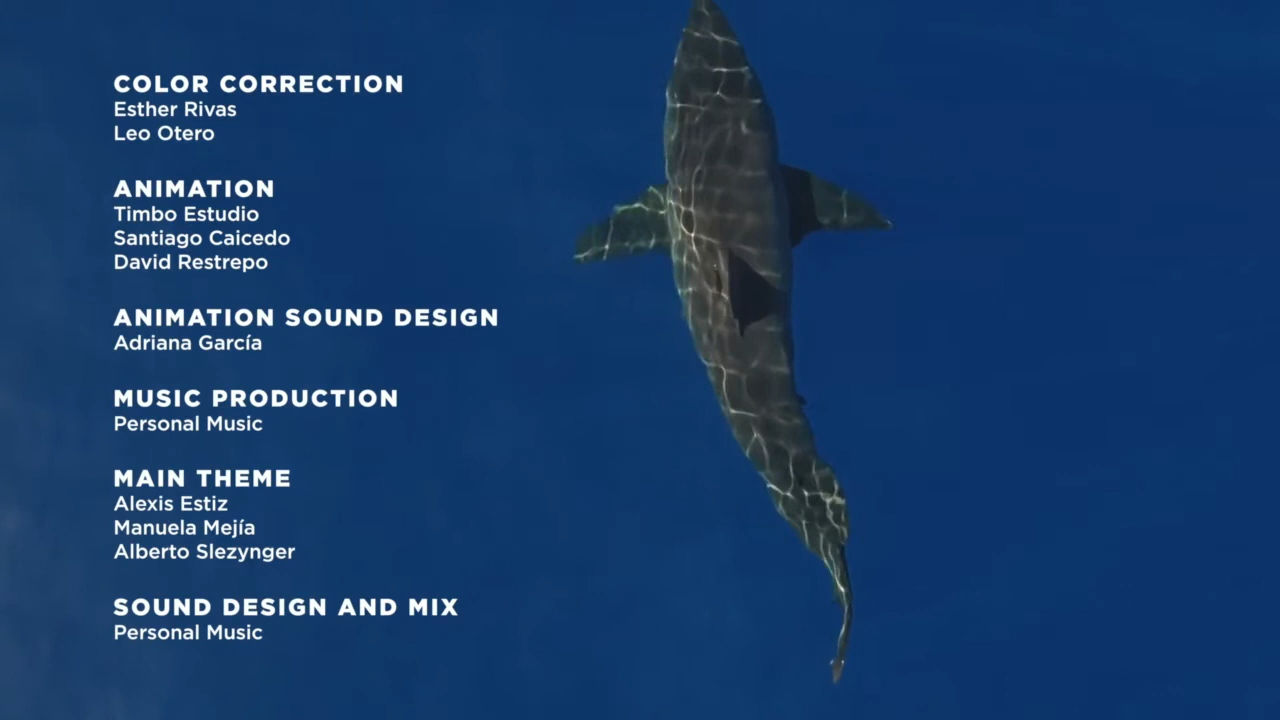 COLOR CORRECTION
Esther Rivas
Leo Otero
ANIMATION
Timbo Estudio
Santiago Caicedo
David Restrepo
ANIMATION SOUND DESIGN
Adriana García
MUSIC PRODUCTION
Personal Music
MAIN THEME
Alexis Estiz
Manuela Mejía
Alberto Slezynger
SOUND DESIGN AND MIX
Personal Music